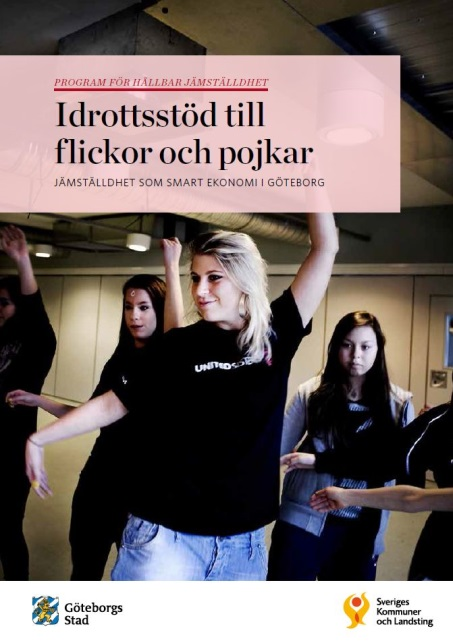 PROGRAM FÖR HÅLLBAR JÄMSTÄLLDHET
Idrottsstöd till
flickor och pojkar
JÄMSTÄLLDHET SOM SMART EKONOMI I GÖTEBORG
Göteborgs
Stad
Sveriges
Kommuner
och Landsting